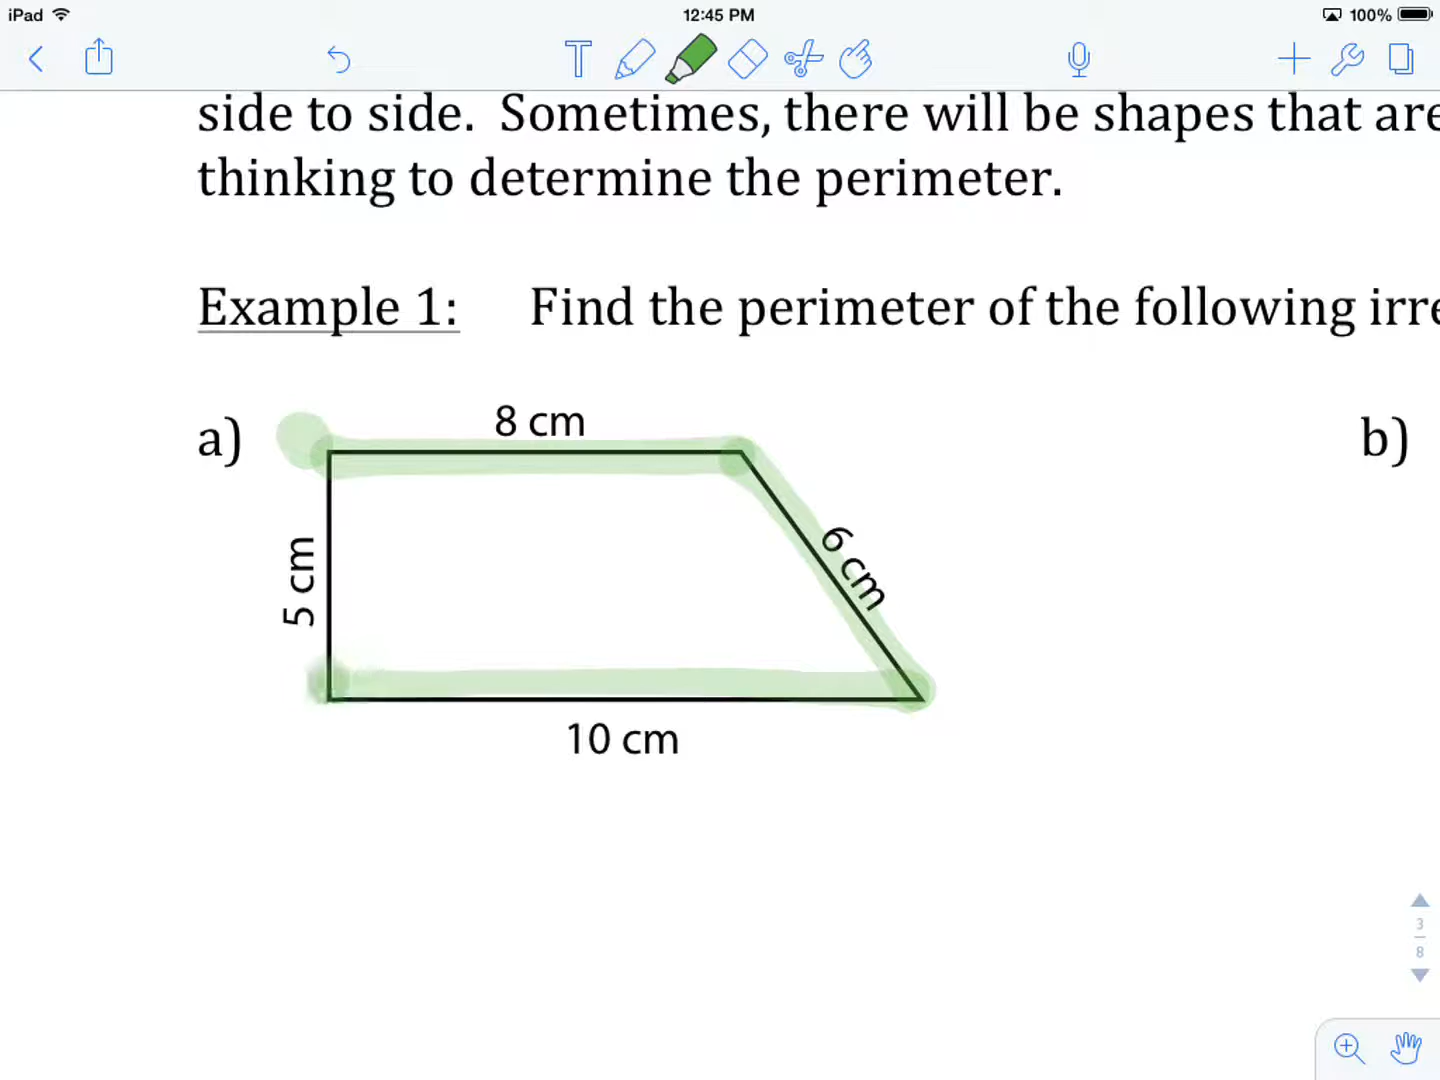 iPad 12:45 PM 100%
T
side to side. Sometimes, there will be shapes that are
thinking to determine the perimeter.
Example 1: Find the perimeter of the following irre
a) b)
8 cm
6 cm
5 cm
10 cm
3
8